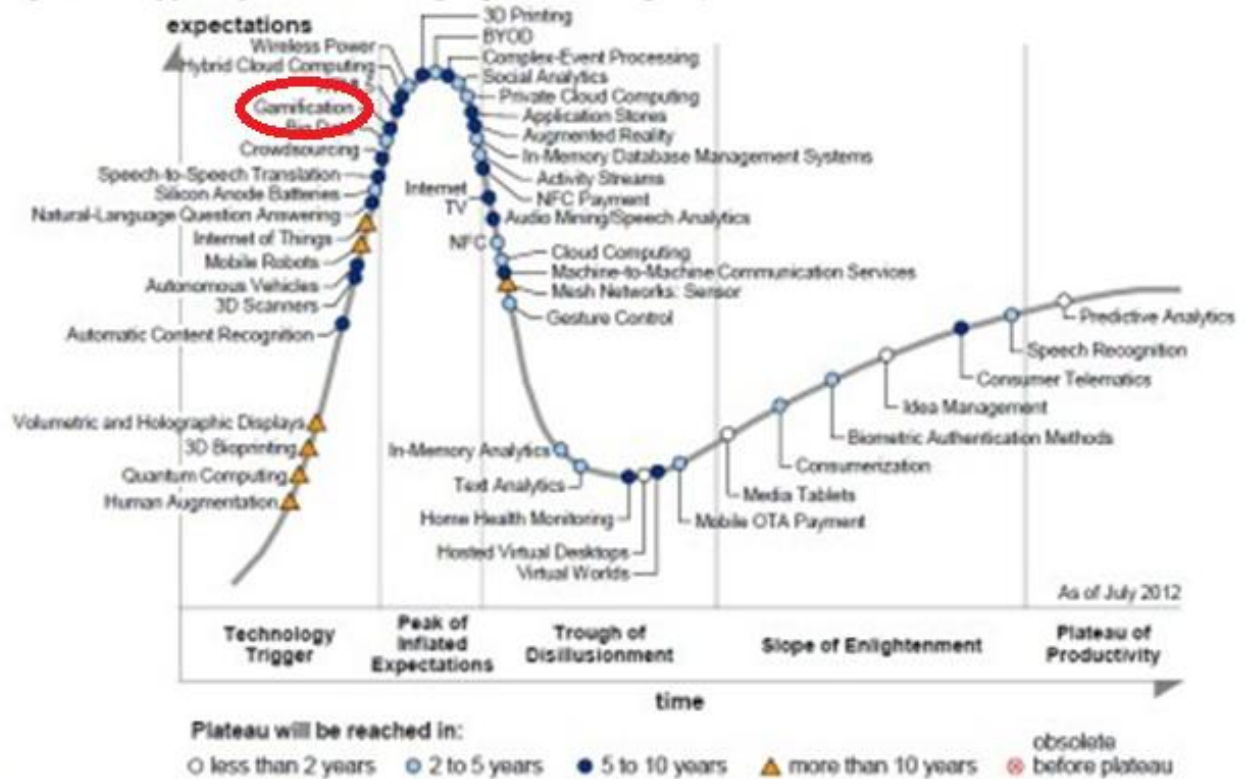 expectations
3D Printing
BYOD
Wireless Power
Complex-Event Processing
Hybrid Cloud Computing
Social Analytics
Private Cloud Computing
Gamification
Application Stores
Augmented Reality
Crowdsourcing
In-Memory Database Management Systems
Speech-to-Speech Translation
Activity Streams
Silicon Anode Batteries
Internet
TV
NFC Payment
Natural-Language Question Answering
Audio Mining/Speech Analytics
Internet of Things
NFC
Cloud Computing
Mobile Robots
Machine-to-Machine Communication Services
Autonomous Vehicles
Mesh Networks: Sensor
3D Scanners
Gesture Control
Automatic Content Recognition
Predictive Analytics
Speech Recognition
Consumer Telematics
Idea Management
Volumetric and Holographic Displays
Biometric Authentication Methods
3D Bioprinting
In-Memory Analytics
Consumerization
Quantum Computing
Text Analytics
Media Tablets
Human Augmentation
Home Health Monitoring
Mobile OTA Payment
Hosted Virtual Desktops
Virtual Worlds
As of July 2012
Technology
Trigger
Peak of
Inflated
Expectations
Trough of
Disillusionment
Slope of Enlightenment
Plateau of
Productivity
time
Plateau will be reached in:
less than 2 years
2 to 5 years
5 to 10 years
more than 10 years
obsolete
before plateau